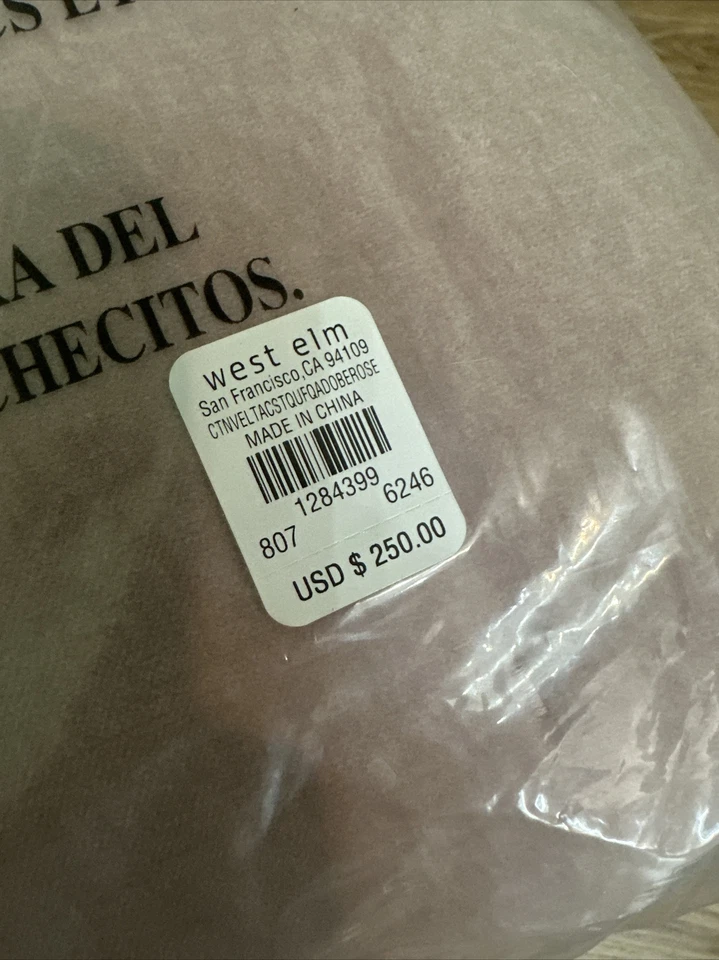 DEL
CHECITOS.
west elm
San Francisco,CA 94109
CTNVELTACSTQUFQADOBEROSE
MADE IN CHINA
1284399
807 6246
USD $ 250.00